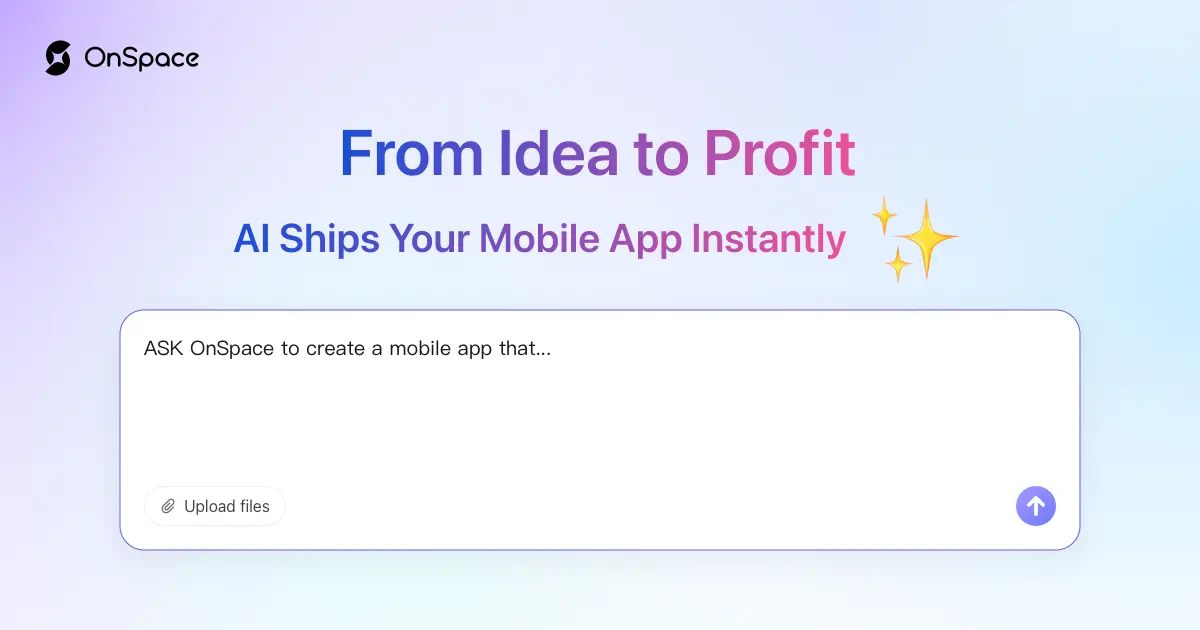 OnSpace
From Idea to Profit
AI Ships Your Mobile App Instantly
ASK OnSpace to create a mobile app that...
Upload files